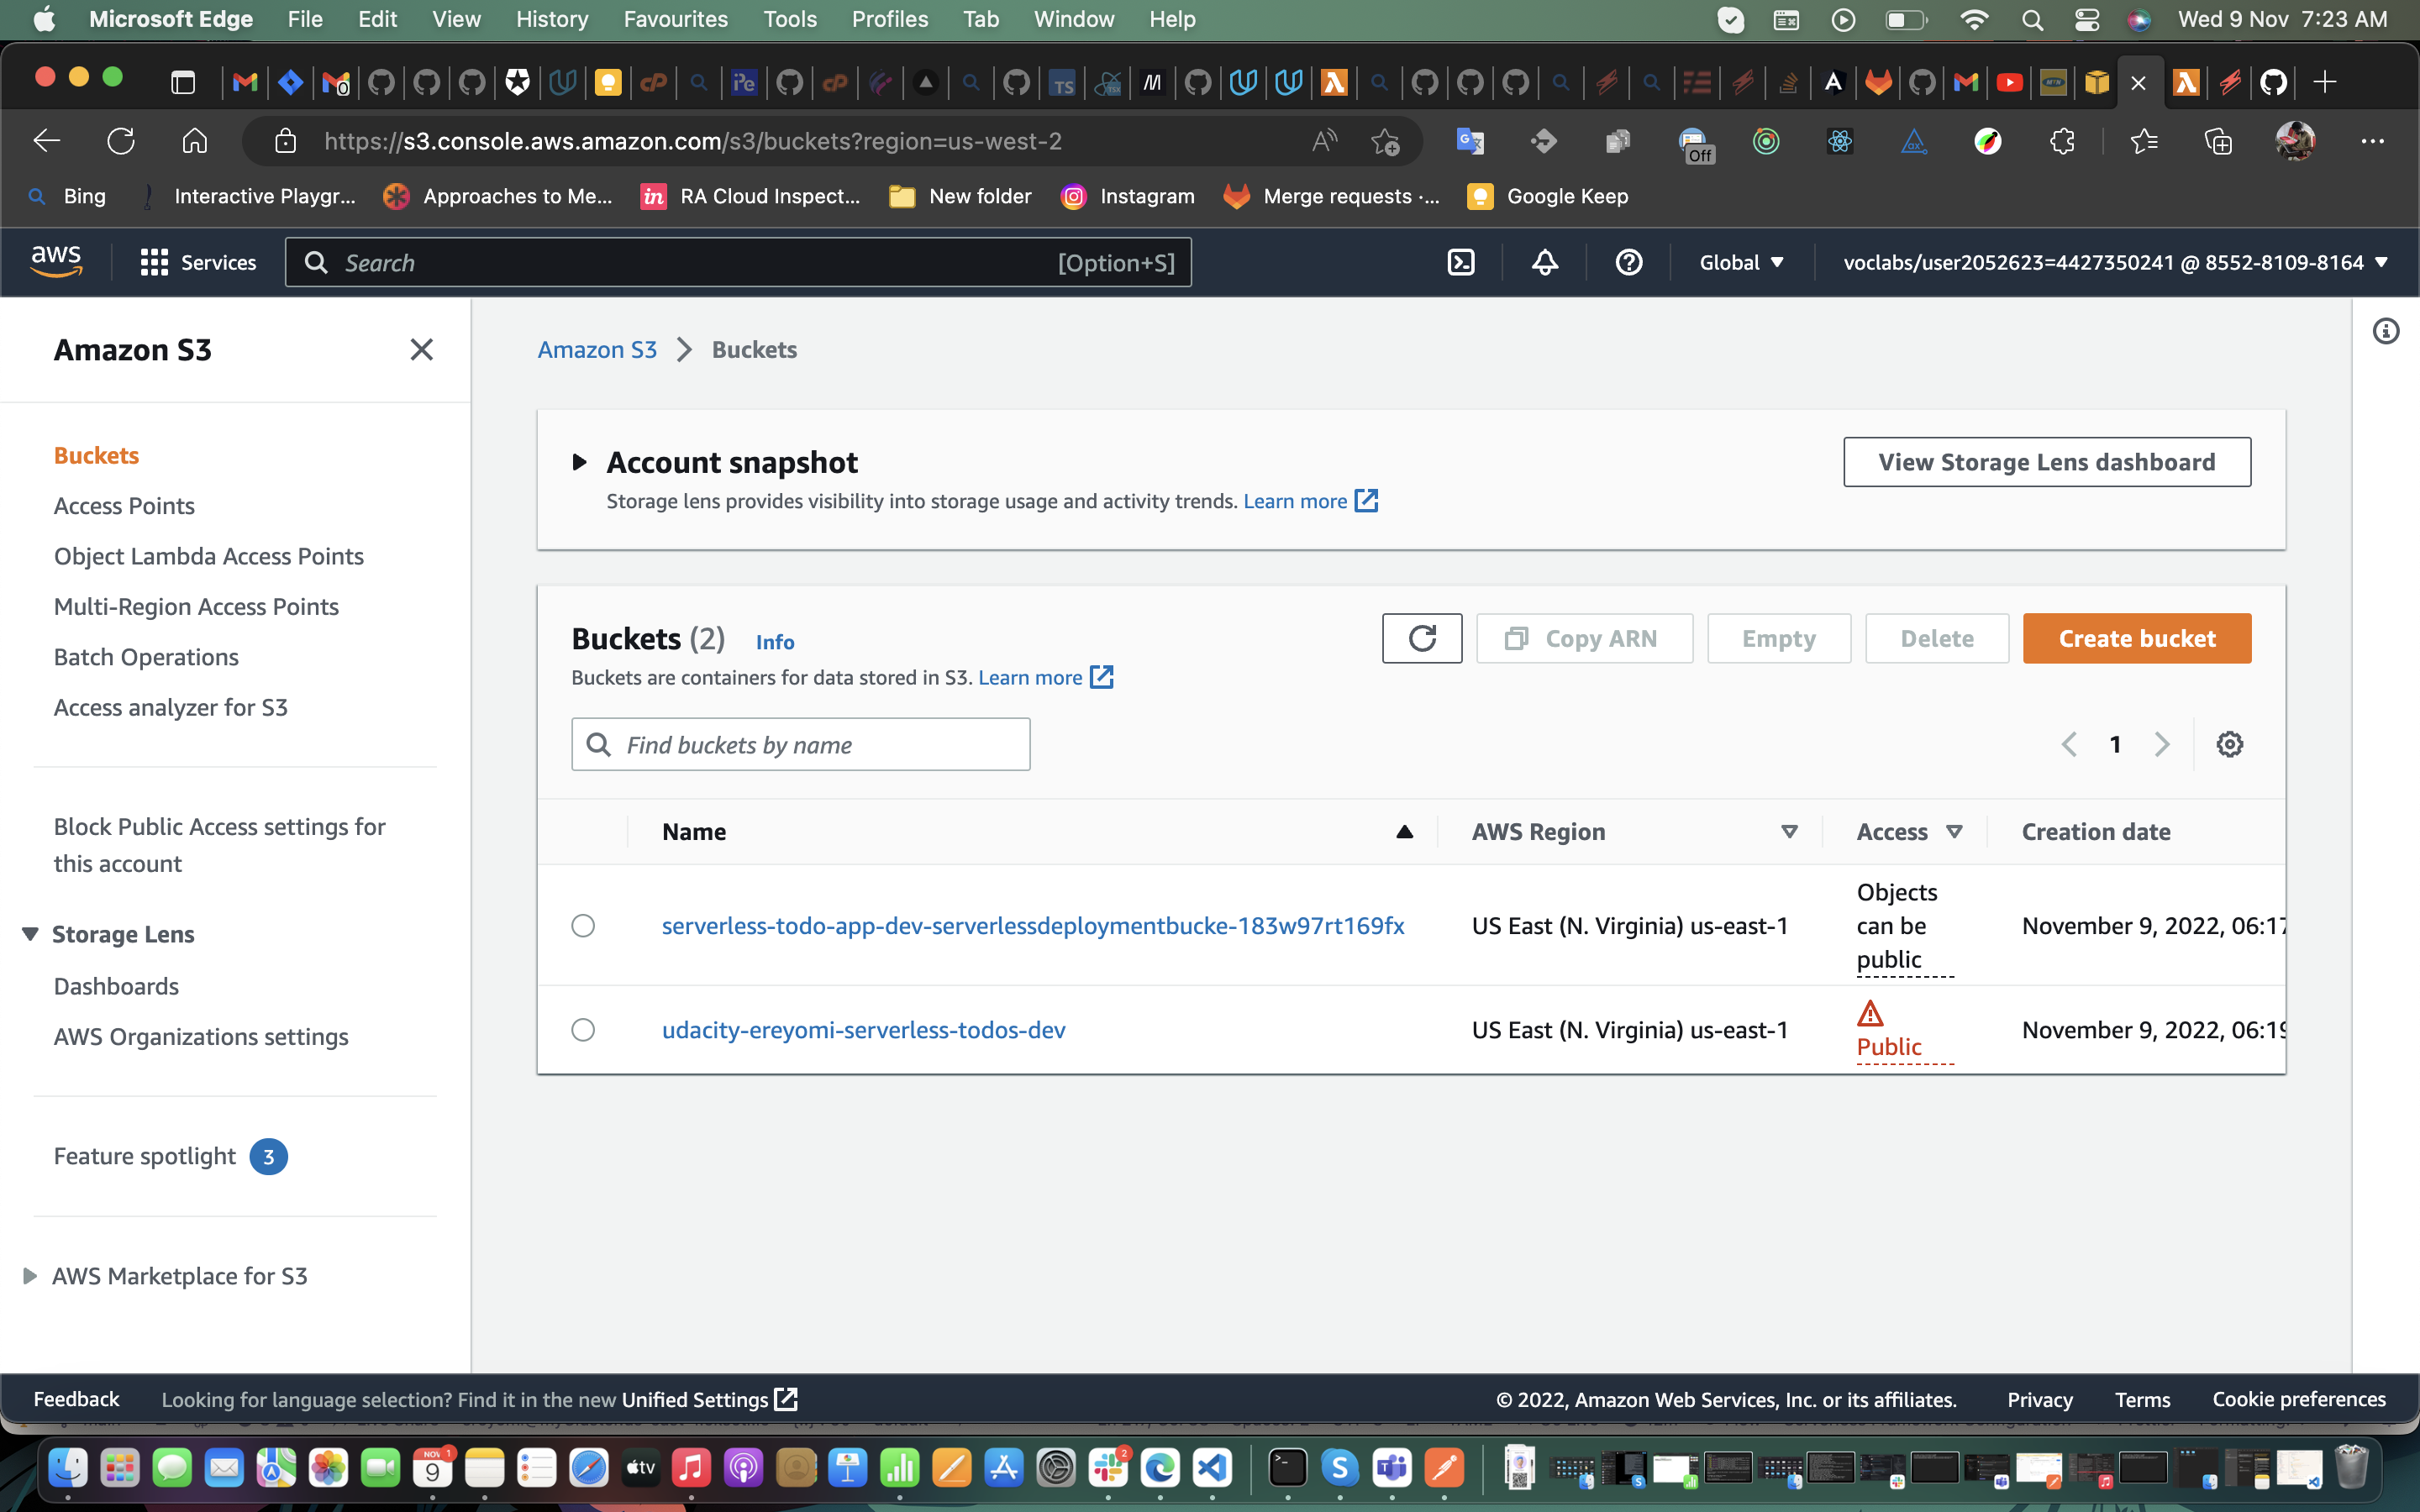 Microsoft Edge File Edit View History Favourites Tools Profiles Tab Window Help Wed 9 Nov 7:23 AM
https://s3.console.aws.amazon.com/s3/buckets?region=us-west-2
Off
Bing Interactive Playgr... Approaches to Me... RA Cloud Inspect... New folder Instagram Merge requests ·... Google Keep
aws Services Search [Option+S] Global voclabs/user2052623=4427350241 @ 8552-8109-8164
Amazon S3
Buckets
Access Points
Object Lambda Access Points
Multi-Region Access Points
Batch Operations
Access analyzer for S3
Block Public Access settings for
this account
Storage Lens
Dashboards
AWS Organizations settings
Feature spotlight 3
AWS Marketplace for S3
Amazon S3 Buckets
Account snapshot
Storage lens provides visibility into storage usage and activity trends. Learn more
View Storage Lens dashboard
Buckets (2) Info
Buckets are containers for data stored in S3. Learn more
Copy ARN Empty Delete Create bucket
Find buckets by name
1
Name AWS Region Access Creation date
serverless-todo-app-dev-serverlessdeploymentbucke-183w97rt169fx US East (N. Virginia) us-east-1 Objects can be public November 9, 2022, 06:17
udacity-ereyomi-serverless-todos-dev US East (N. Virginia) us-east-1 Public November 9, 2022, 06:19
Feedback Looking for language selection? Find it in the new Unified Settings © 2022, Amazon Web Services, Inc. or its affiliates. Privacy Terms Cookie preferences
NOV 9 1 tv 2